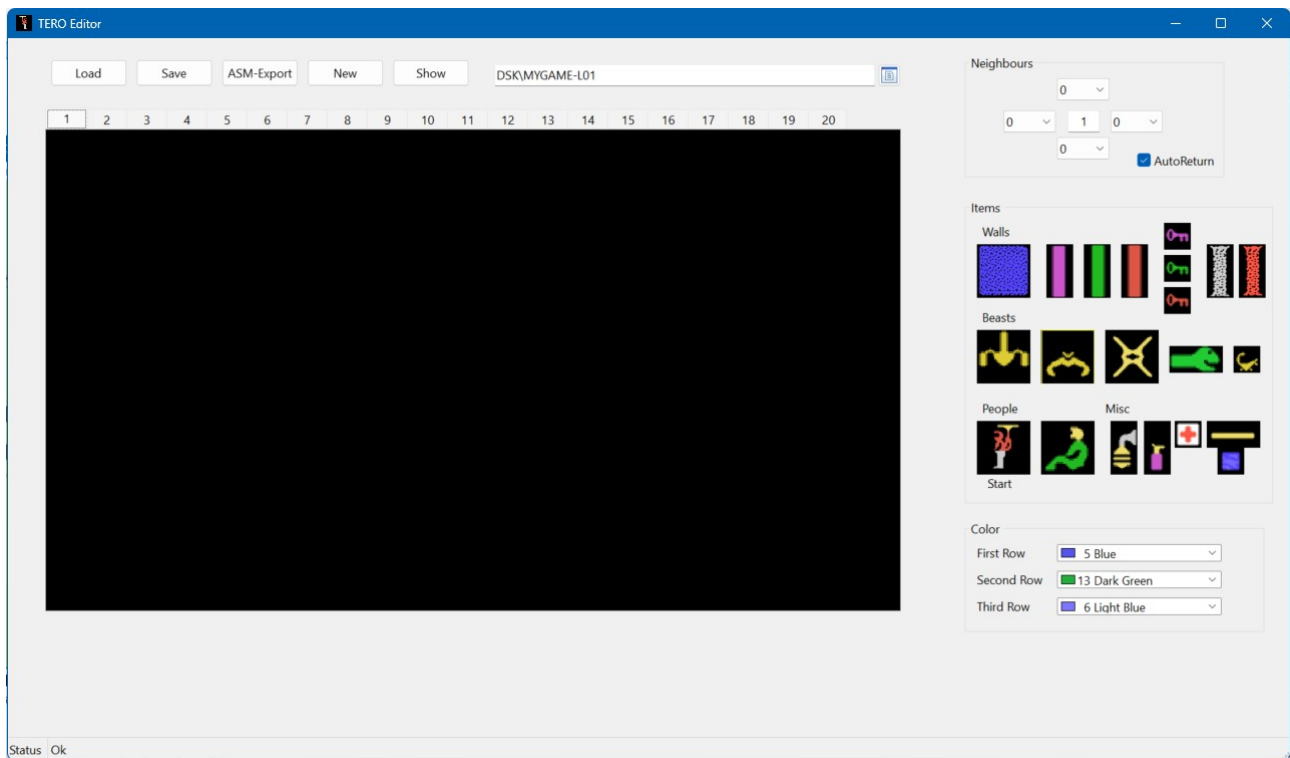 TERO Editor
Load Save ASM-Export New Show DSK\MYGAME-L01
1 2 3 4 5 6 7 8 9 10 11 12 13 14 15 16 17 18 19 20
Neighbours
0
0 1 0
0
AutoReturn
Items
Walls
Beasts
People Misc
Start
Color
First Row 5 Blue
Second Row 13 Dark Green
Third Row 6 Light Blue
Status Ok